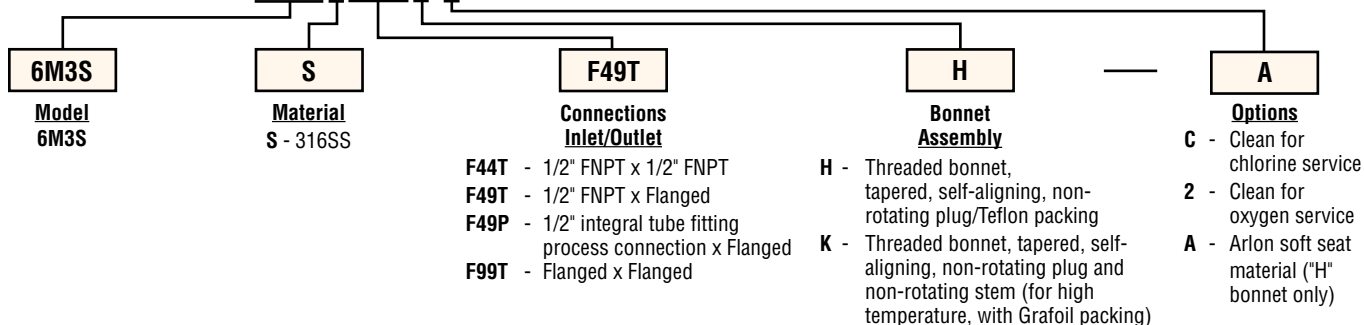 6M3S
S
F49T
H
—
A
Model
6M3S
Material
S - 316SS
Connections
Inlet/Outlet
F44T - 1/2" FNPT x 1/2" FNPT
F49T - 1/2" FNPT x Flanged
F49P - 1/2" integral tube fitting
process connection x Flanged
F99T - Flanged x Flanged
Bonnet
Assembly
H - Threaded bonnet,
tapered, self-aligning, non-
rotating plug/Teflon packing
K - Threaded bonnet, tapered, self-
aligning, non-rotating plug and
non-rotating stem (for high
temperature, with Grafoil packing)
Options
C - Clean for
chlorine service
2 - Clean for
oxygen service
A - Arlon soft seat
material ("H"
bonnet only)